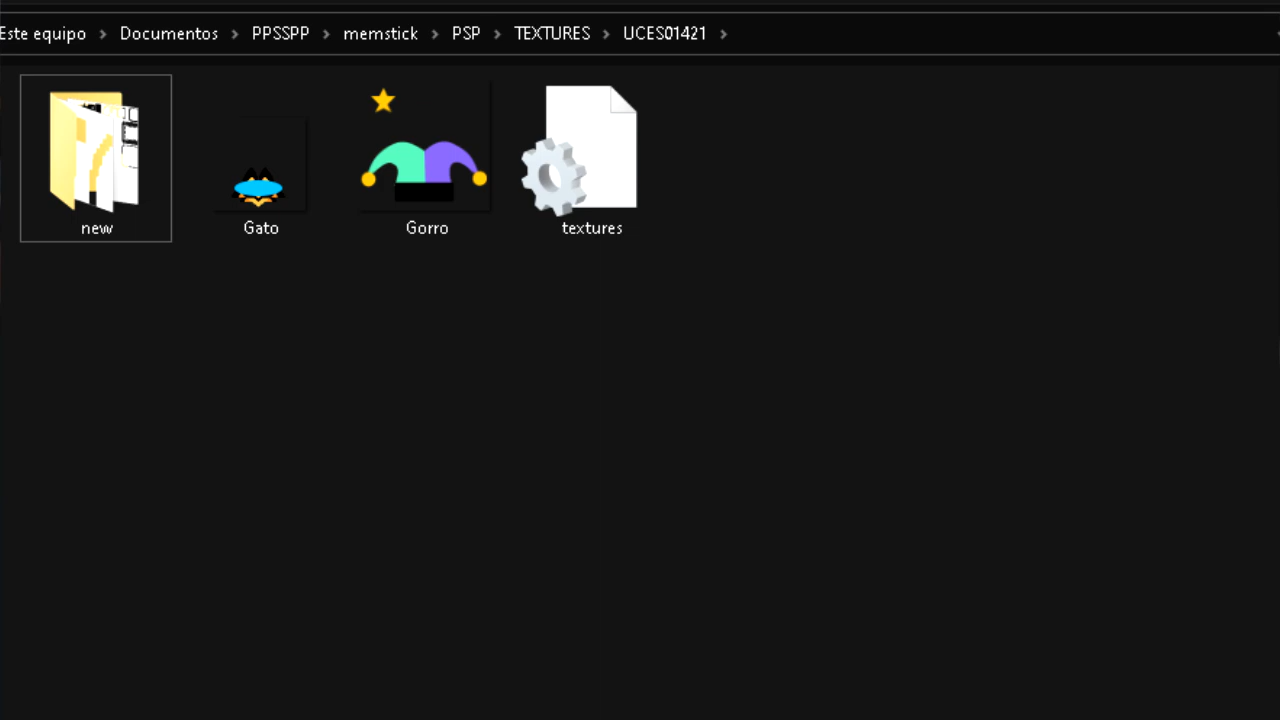 Este equipo > Documentos > PPSSPP > memstick > PSP > TEXTURES > UCES01421 >
new Gato Gorro textures